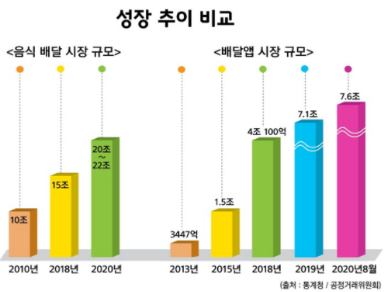 성장 추이 비교
<음식 배달 시장 규모>
<배달앱 시장 규모>
10조
15조
20조
~
22조
2010년 2018년 2020년
3447억
1.5조
4조 100억
7.1조
7.6조
2013년 2015년 2018년 2019년 2020년8월
(출처 : 통계청 / 공정거래위원회)